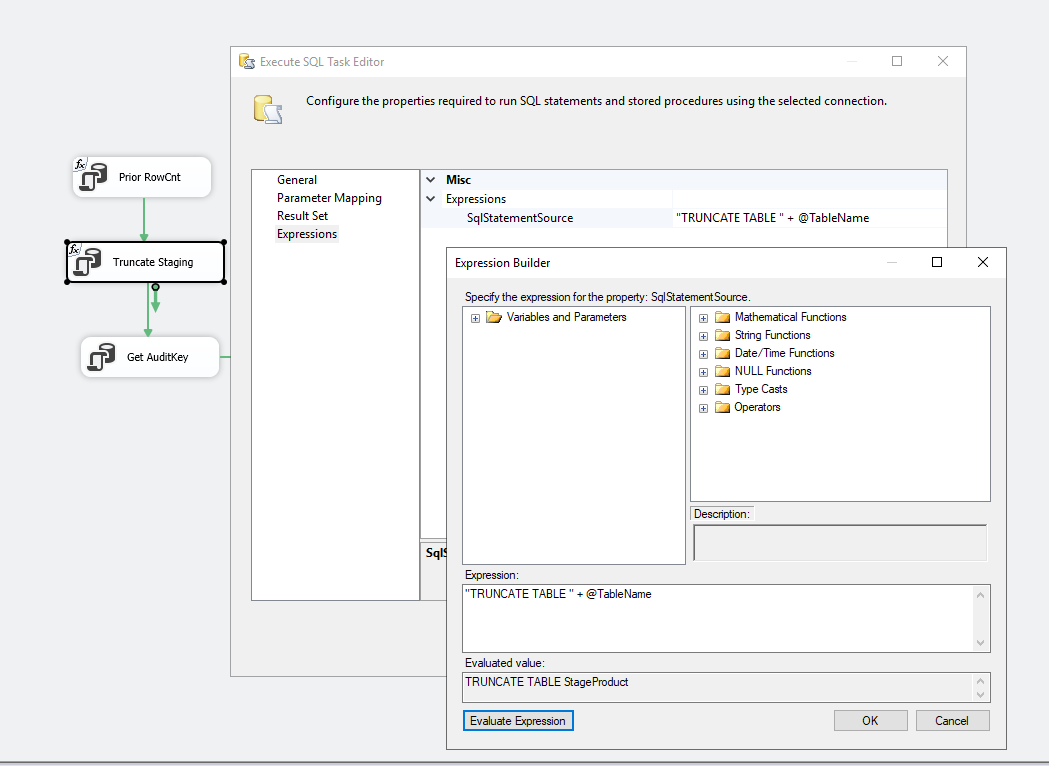 Execute SQL Task Editor
Configure the properties required to run SQL statements and stored procedures using the selected connection.
fx
Prior RowCnt
fx
Truncate Staging
Get AuditKey
General
Parameter Mapping
Result Set
Expressions
Misc
Expressions
SqlStatementSource "TRUNCATE TABLE " + @TableName
SqlS
Expression Builder
Specify the expression for the property: SqlStatementSource.
Variables and Parameters
Mathematical Functions
String Functions
Date/Time Functions
NULL Functions
Type Casts
Operators
Description:
Expression:
"TRUNCATE TABLE " + @TableName
Evaluated value:
TRUNCATE TABLE StageProduct
Evaluate Expression OK Cancel